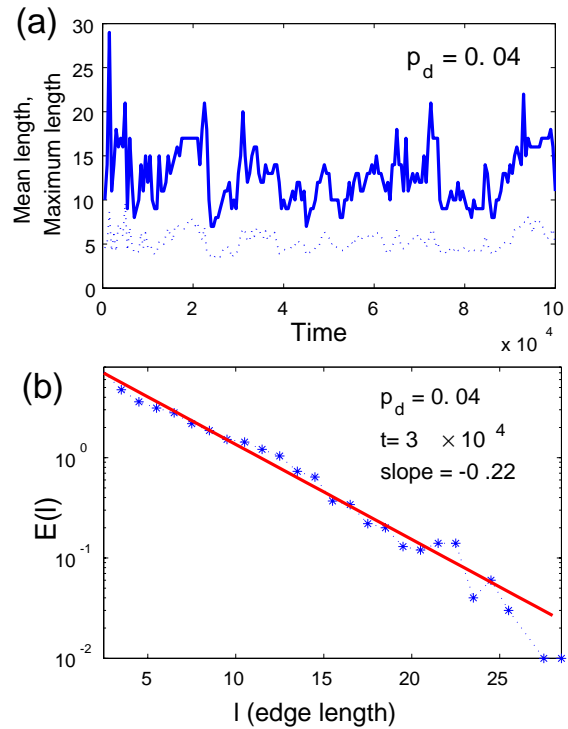 (a)
p_d = 0. 04
30
25
20
15
10
5
0
Mean length,
Maximum length
0 2 4 6 8 10
Time
x 10^4
(b)
p_d = 0. 04
t= 3 × 10^4
slope = -0 .22
10^0
10^-1
10^-2
E(l)
5 10 15 20 25
l (edge length)